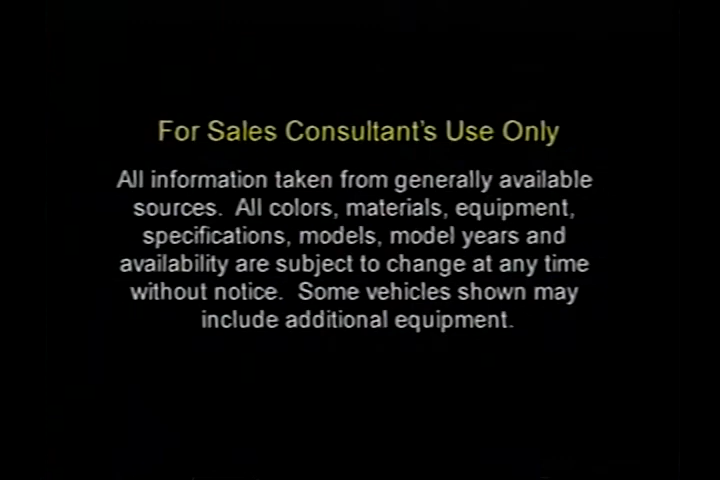 For Sales Consultant's Use Only
All information taken from generally available
sources.  All colors, materials, equipment,
specifications, models, model years and
availability are subject to change at any time
without notice.  Some vehicles shown may
include additional equipment.